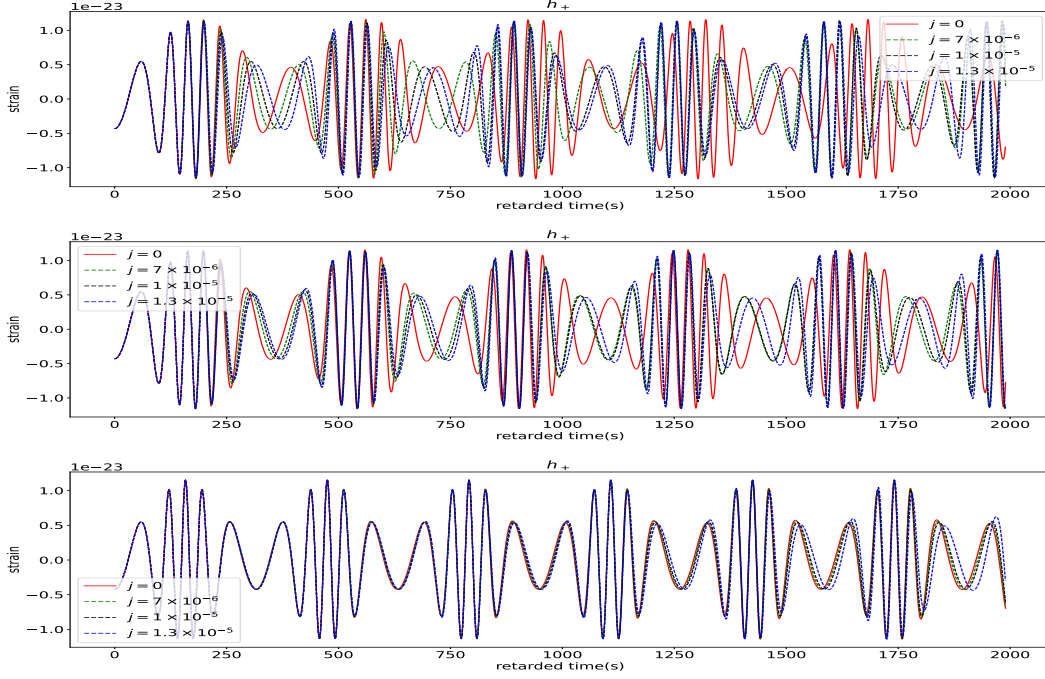 1e−23
h₊
strain
1.0
0.5
0.0
−0.5
−1.0
j = 0
j = 7 × 10⁻⁶
j = 1 × 10⁻⁵
j = 1.3 × 10⁻⁵
0 250 500 750 1000 1250 1500 1750 2000
retarded time(s)
1e−23
h₊
strain
1.0
0.5
0.0
−0.5
−1.0
j = 0
j = 7 × 10⁻⁶
j = 1 × 10⁻⁵
j = 1.3 × 10⁻⁵
0 250 500 750 1000 1250 1500 1750 2000
retarded time(s)
1e−23
h₊
strain
1.0
0.5
0.0
−0.5
−1.0
j = 0
j = 7 × 10⁻⁶
j = 1 × 10⁻⁵
j = 1.3 × 10⁻⁵
0 250 500 750 1000 1250 1500 1750 2000
retarded time(s)